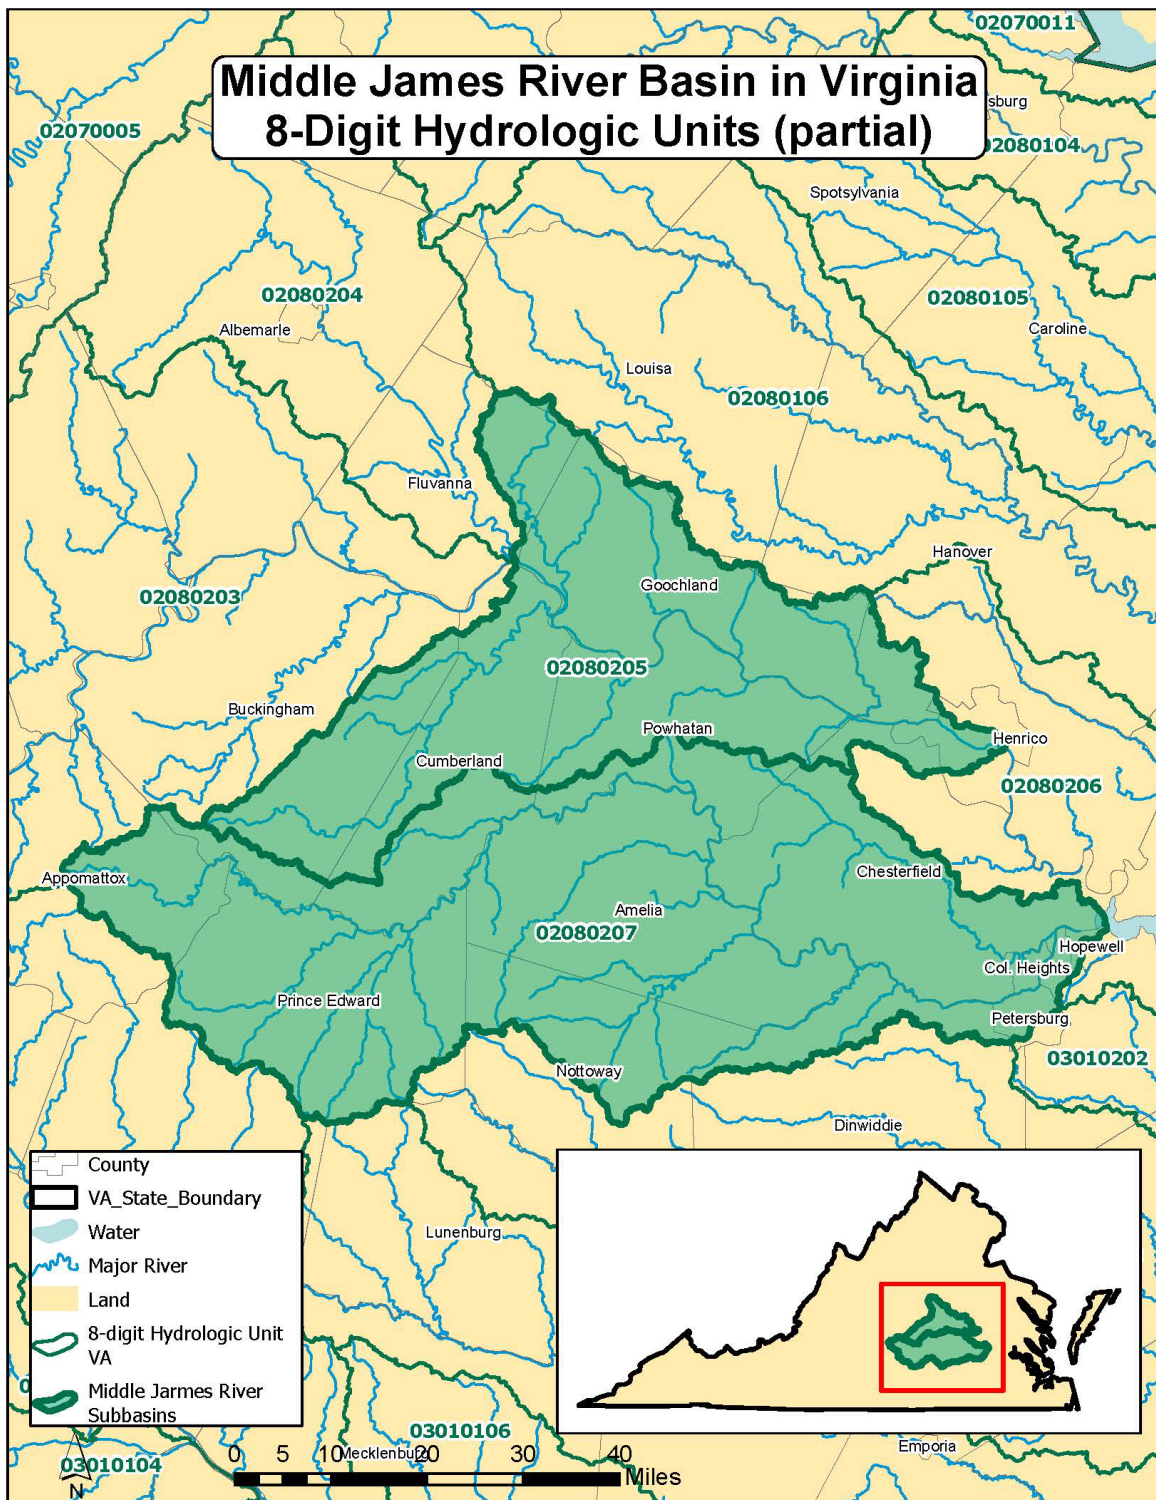 02070011
Middle James River Basin in Virginia
8-Digit Hydrologic Units (partial)
sburg
02070005
02080104
Spotsylvania
02080204
02080105
Albemarle
Caroline
Louisa
02080106
Fluvanna
Hanover
Goochland
02080203
02080205
Buckingham
Powhatan
Henrico
Cumberland
02080206
Appomattox
Chesterfield
Amelia
02080207
Hopewell
Col. Heights
Prince Edward
Petersburg
03010202
Nottoway
Dinwiddie
Lunenburg
County
VA_State_Boundary
Water
Major River
Land
8-digit Hydrologic Unit
VA
Middle Jarmes River
Subbasins
03010106
Emporia
Mecklenburg
0 5 10 20 30 40
Miles
03010104
N